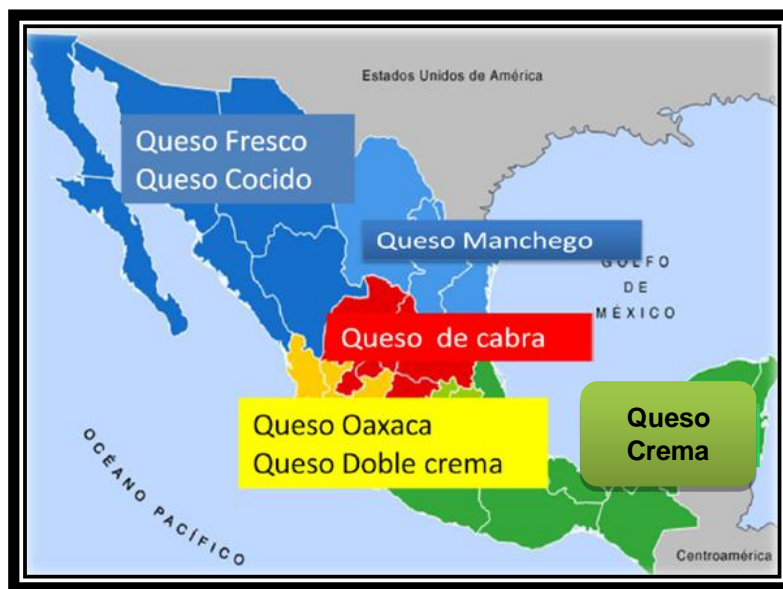 Estados Unidos de América
Queso Fresco
Queso Cocido
Queso Manchego
GOLFO
DE
MÉXICO
Queso de cabra
Queso Oaxaca
Queso Doble crema
Queso
Crema
OCÉANO PACÍFICO
Centroamérica